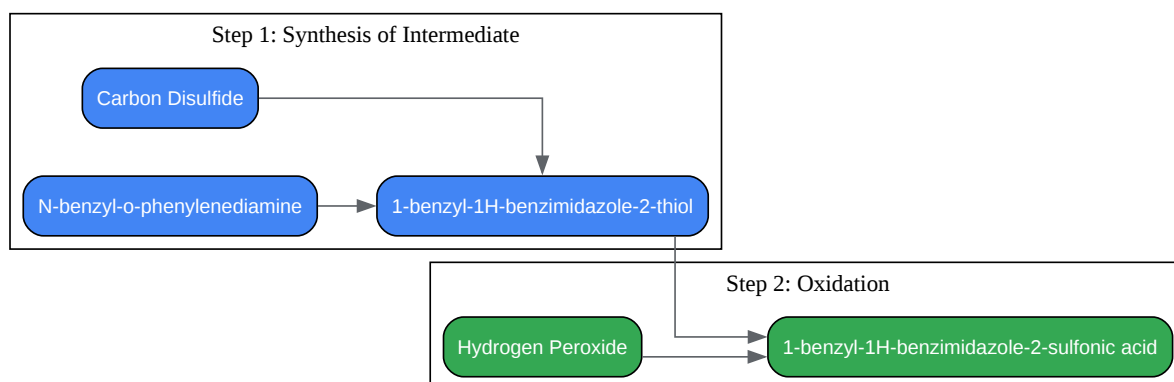 Step 1: Synthesis of Intermediate
Carbon Disulfide
N-benzyl-o-phenylenediamine
1-benzyl-1H-benzimidazole-2-thiol
Step 2: Oxidation
Hydrogen Peroxide
1-benzyl-1H-benzimidazole-2-sulfonic acid